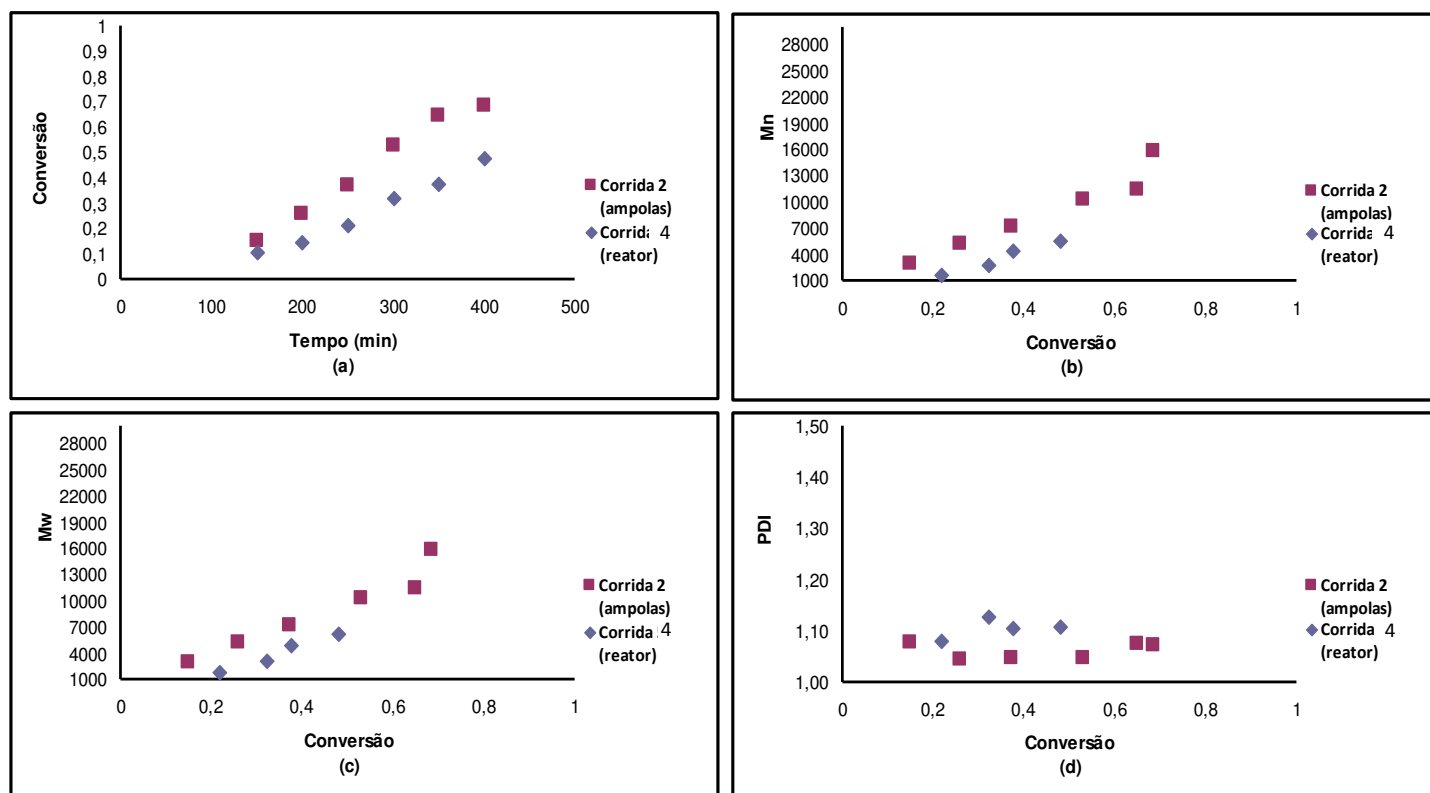 1
0,9
0,8
0,7
0,6
0,5
0,4
0,3
0,2
0,1
0
Conversão
0 100 200 300 400 500
Tempo (min)
(a)
Corrida 2
(ampolas)
Corrida 4
(reator)
28000
25000
22000
19000
16000
13000
10000
7000
4000
1000
Mn
0 0,2 0,4 0,6 0,8 1
Conversão
(b)
Corrida 2
(ampolas)
Corrida 4
(reator)
28000
25000
22000
19000
16000
13000
10000
7000
4000
1000
Mw
0 0,2 0,4 0,6 0,8 1
Conversão
(c)
Corrida 2
(ampolas)
Corrida 4
(reator)
1,50
1,40
1,30
1,20
1,10
1,00
PDI
0 0,2 0,4 0,6 0,8 1
Conversão
(d)
Corrida 2
(ampolas)
Corrida 4
(reator)